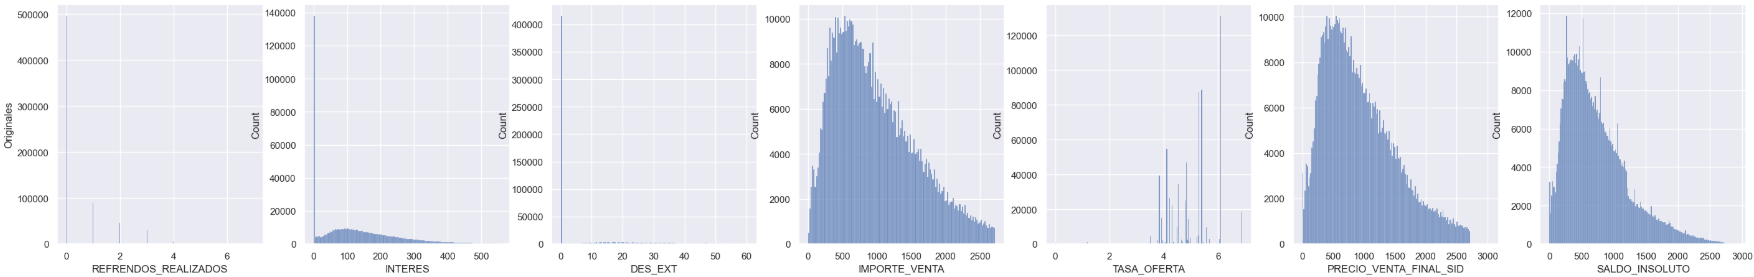 Originales
500000
400000
300000
200000
100000
0
0 2 4 6
REFRENDOS_REALIZADOS
140000
120000
100000
80000
60000
40000
20000
0
0 100 200 300 400 500
INTERES
Count
400000
350000
300000
250000
200000
150000
100000
50000
0
0 10 20 30 40 50 60
DES_EXT
10000
8000
6000
4000
2000
0
0 500 1000 1500 2000 2500
IMPORTE_VENTA
Count
120000
100000
80000
60000
40000
20000
0
0 2 4 6
TASA_OFERTA
Count
10000
8000
6000
4000
2000
0
0 500 1000 1500 2000 2500 3000
PRECIO_VENTA_FINAL_SID
Count
12000
10000
8000
6000
4000
2000
0
0 500 1000 1500 2000 2500 3000
SALDO_INSOLUTO